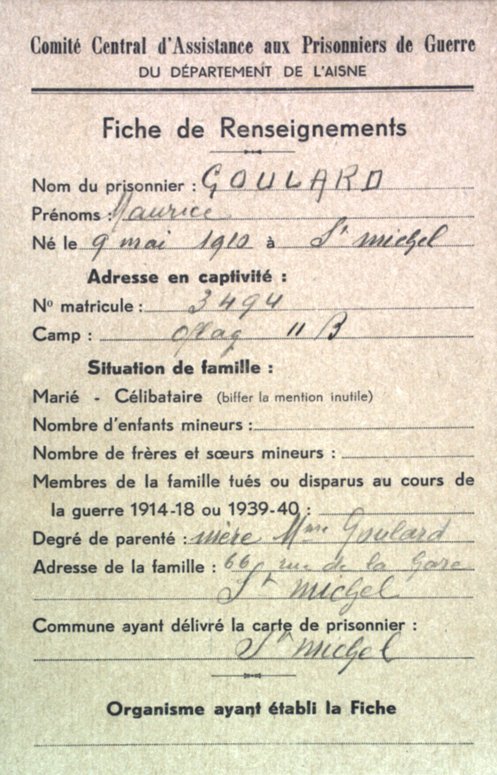 Comité Central d'Assistance aux Prisonniers de Guerre
DU DÉPARTEMENT DE L'AISNE
Fiche de Renseignements
Nom du prisonnier : GOULARD
Prénoms : Maurice
Né le 9 mai 1910 à St michel
Adresse en captivité :
No matricule : 3494
Camp : oflag II B
Situation de famille :
Marié - Célibataire (biffer la mention inutile)
Nombre d'enfants mineurs :
Nombre de frères et sœurs mineurs :
Membres de la famille tués ou disparus au cours de
la guerre 1914-18 ou 1939-40 :
Degré de parenté : mère Mme Goulard
Adresse de la famille : 66 rue de la Gare
St michel
Commune ayant délivré la carte de prisonnier :
St michel
Organisme ayant établi la Fiche